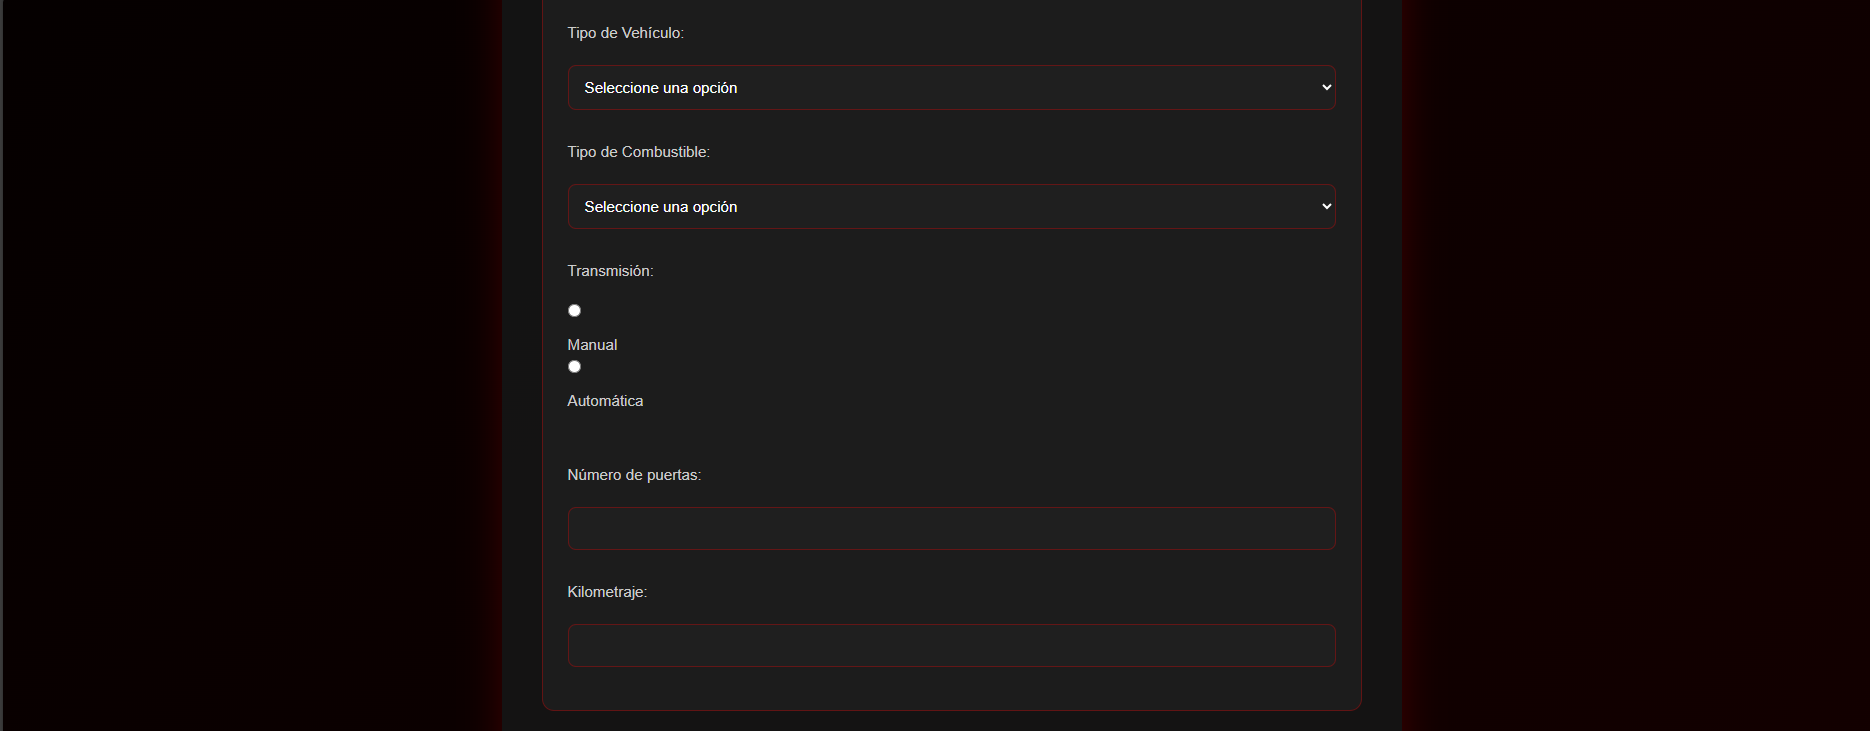 Tipo de Vehículo:
Seleccione una opción
Tipo de Combustible:
Seleccione una opción
Transmisión:
Manual
Automática
Número de puertas:
Kilometraje: